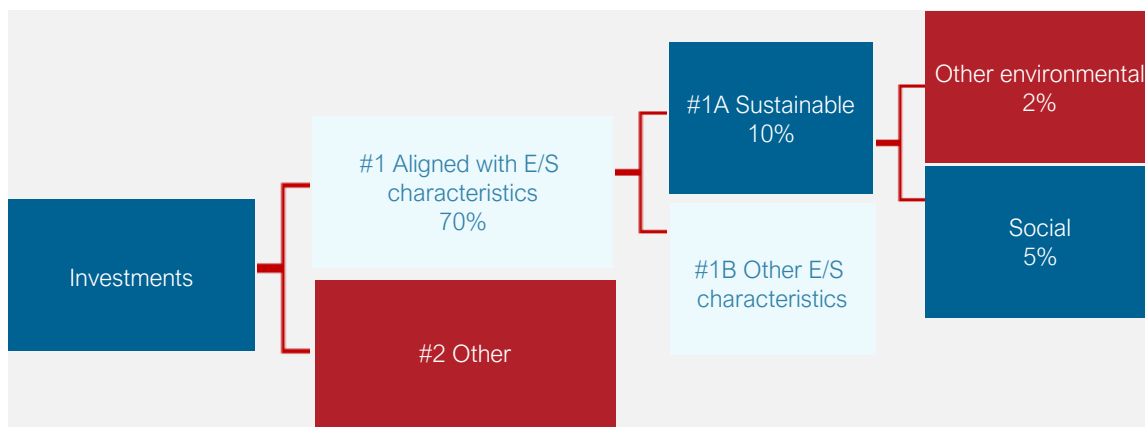 Investments
#1 Aligned with E/S
characteristics
70%
#2 Other
#1A Sustainable
10%
#1B Other E/S
characteristics
Other environmental
2%
Social
5%